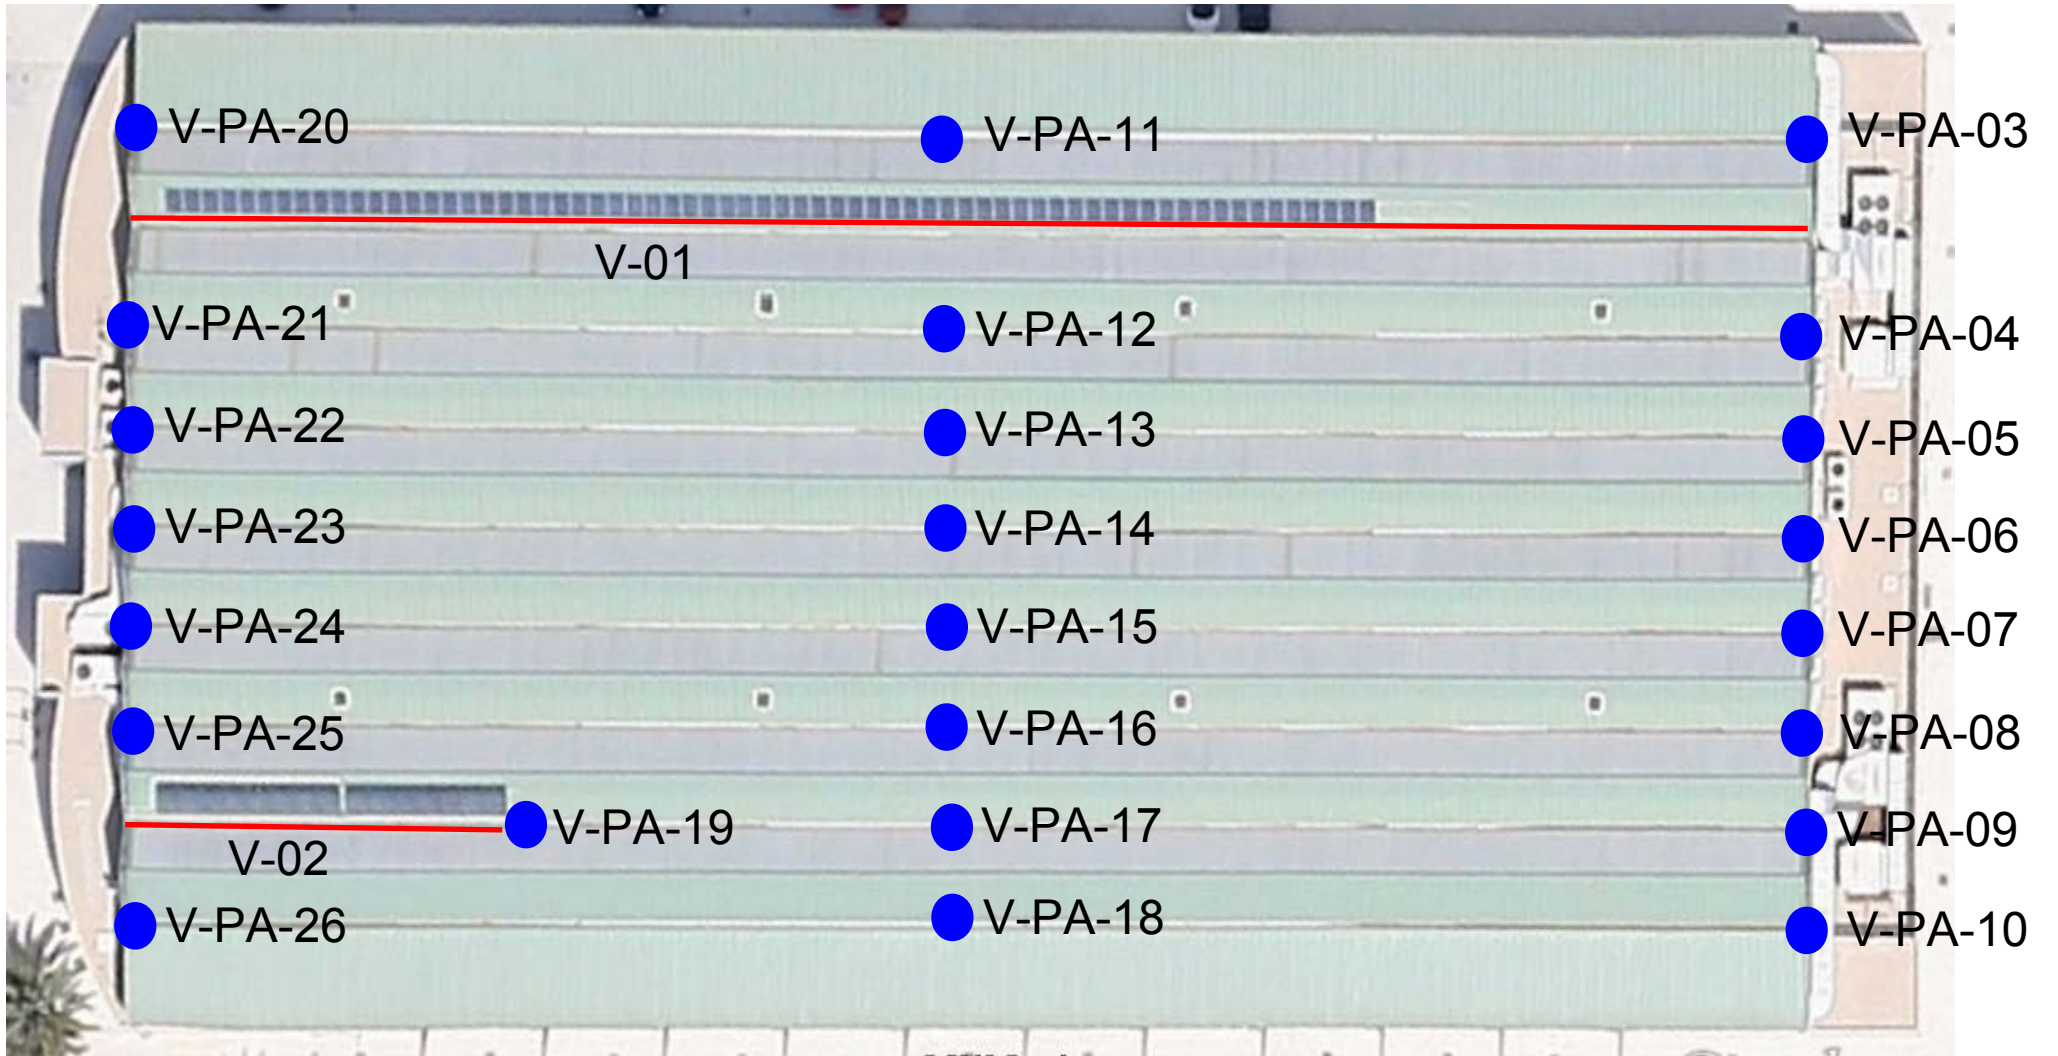 V-PA-20 V-PA-11 V-PA-03
V-01
V-PA-21 V-PA-12 V-PA-04
V-PA-22 V-PA-13 V-PA-05
V-PA-23 V-PA-14 V-PA-06
V-PA-24 V-PA-15 V-PA-07
V-PA-25 V-PA-16 V-PA-08
V-PA-19 V-PA-17 V-PA-09
V-02
V-PA-26 V-PA-18 V-PA-10